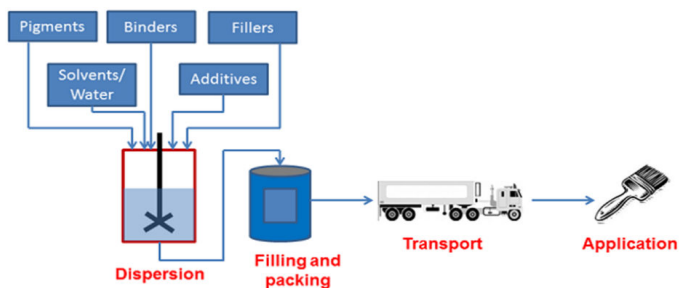 Pigments
Binders
Fillers
Solvents/
Water
Additives
Dispersion
Filling and
packing
Transport
Application